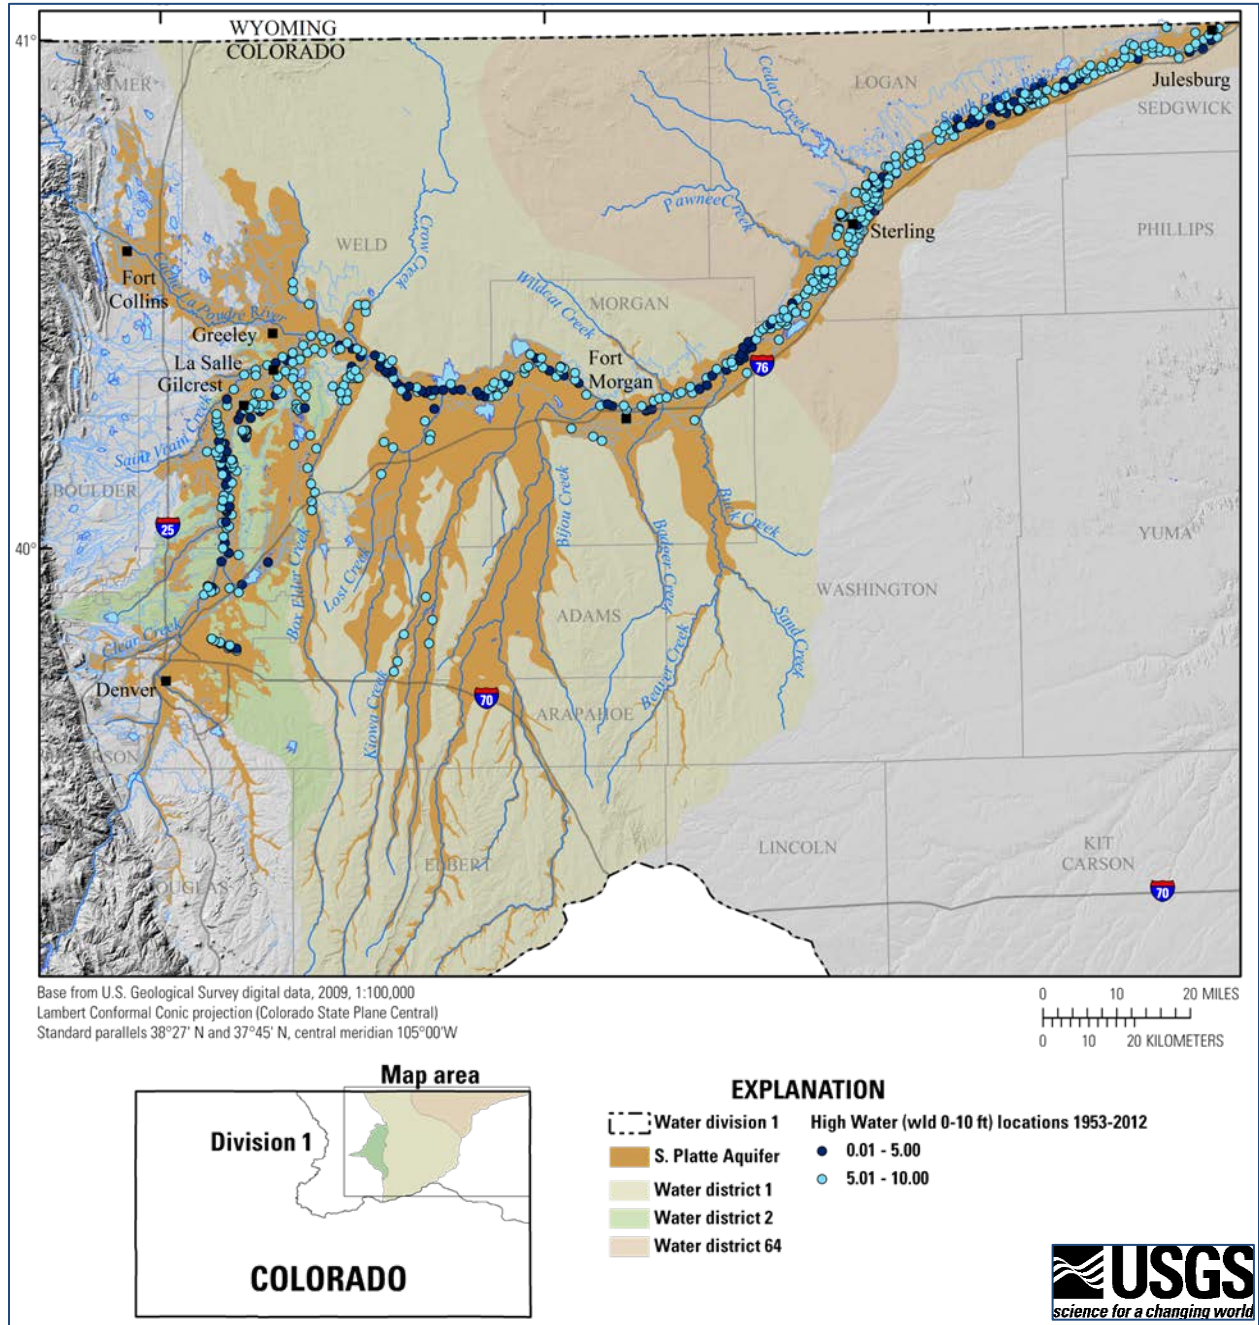 WYOMING
COLORADO
41°
LOGAN
Cedar Creek
South Platte River
Julesburg
SEDGWICK
Pawnee Creek
Sterling
PHILLIPS
Crow Creek
WELD
Fort
Collins
Cache La Poudre River
Wildcat Creek
MORGAN
Greeley
La Salle
Gilcrest
Fort
Morgan
76
Saint Vrain Creek
BOULDER
25
Bijou Creek
Badger Creek
Buck Creek
YUMA
40°
Box Elder Creek
Lost Creek
ADAMS
WASHINGTON
Clear Creek
Sand Creek
Beaver Creek
Denver
Kiowa Creek
70
ARAPAHOE
ELBERT
LINCOLN
KIT
CARSON
70
Base from U.S. Geological Survey digital data, 2009, 1:100,000
Lambert Conformal Conic projection (Colorado State Plane Central)
Standard parallels 38°27' N and 37°45' N, central meridian 105°00'W
0 10 20 MILES
0 10 20 KILOMETERS
Map area
Division 1
COLORADO
EXPLANATION
Water division 1
S. Platte Aquifer
Water district 1
Water district 2
Water district 64
High Water (wld 0-10 ft) locations 1953-2012
0.01 - 5.00
5.01 - 10.00
USGS
science for a changing world